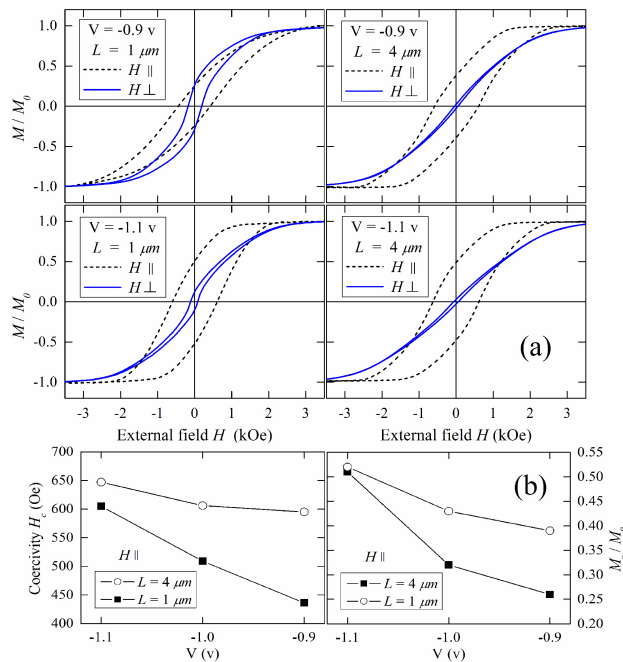 (a)
V = -0.9 v
L = 1 μm
H ∥
H ⊥
V = -0.9 v
L = 4 μm
H ∥
H ⊥
1.0
0.5
0.0
-0.5
-1.0
M / M0
V = -1.1 v
L = 1 μm
H ∥
H ⊥
V = -1.1 v
L = 4 μm
H ∥
H ⊥
1.0
0.5
0.0
-0.5
-1.0
M / M0
(a)
-3 -2 -1 0 1 2 3
-3 -2 -1 0 1 2 3
External field H (kOe)
External field H (kOe)
700
650
600
550
500
450
400
Coercivity Hc (Oe)
H ∥
L = 4 μm
L = 1 μm
-1.1 -1.0 -0.9
V (v)
(b)
H ∥
L = 4 μm
L = 1 μm
0.55
0.50
0.45
0.40
0.35
0.30
0.25
0.20
-1.1 -1.0 -0.9
V (v)